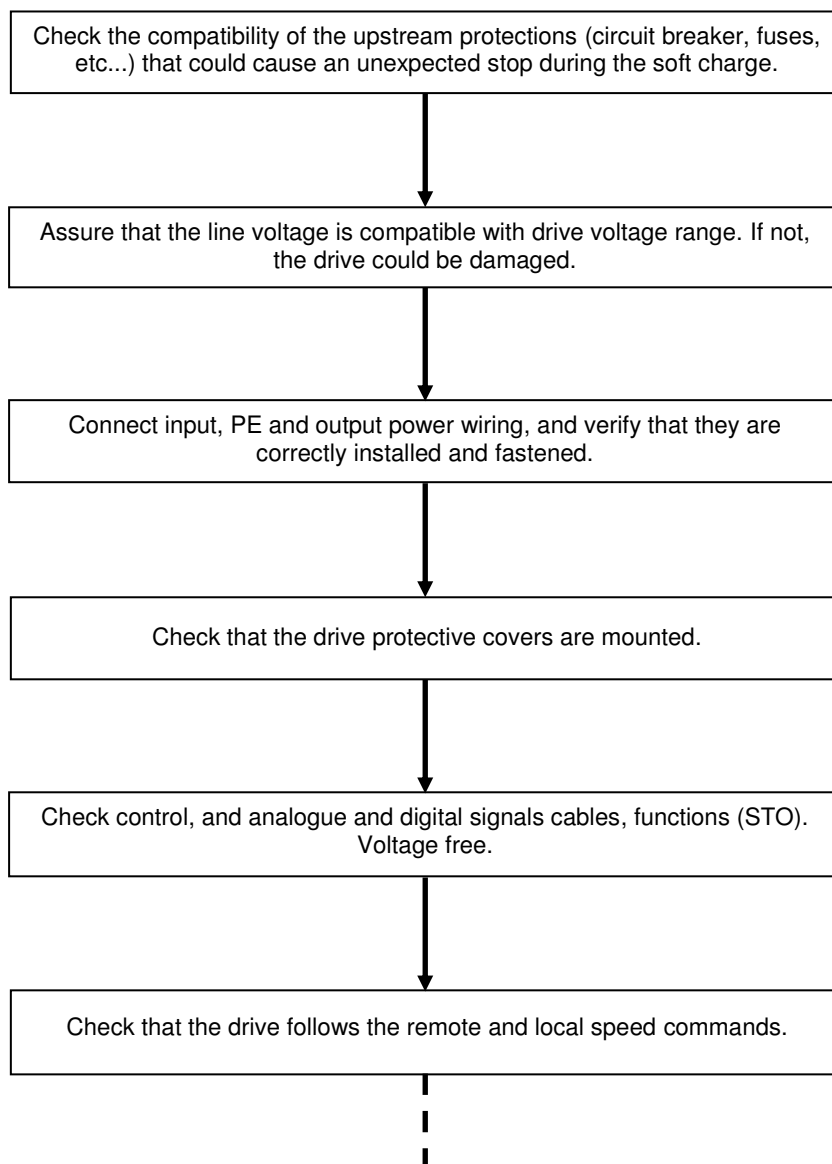 Check the compatibility of the upstream protections (circuit breaker, fuses,
etc...) that could cause an unexpected stop during the soft charge.
Assure that the line voltage is compatible with drive voltage range. If not,
the drive could be damaged.
Connect input, PE and output power wiring, and verify that they are
correctly installed and fastened.
Check that the drive protective covers are mounted.
Check control, and analogue and digital signals cables, functions (STO).
Voltage free.
Check that the drive follows the remote and local speed commands.